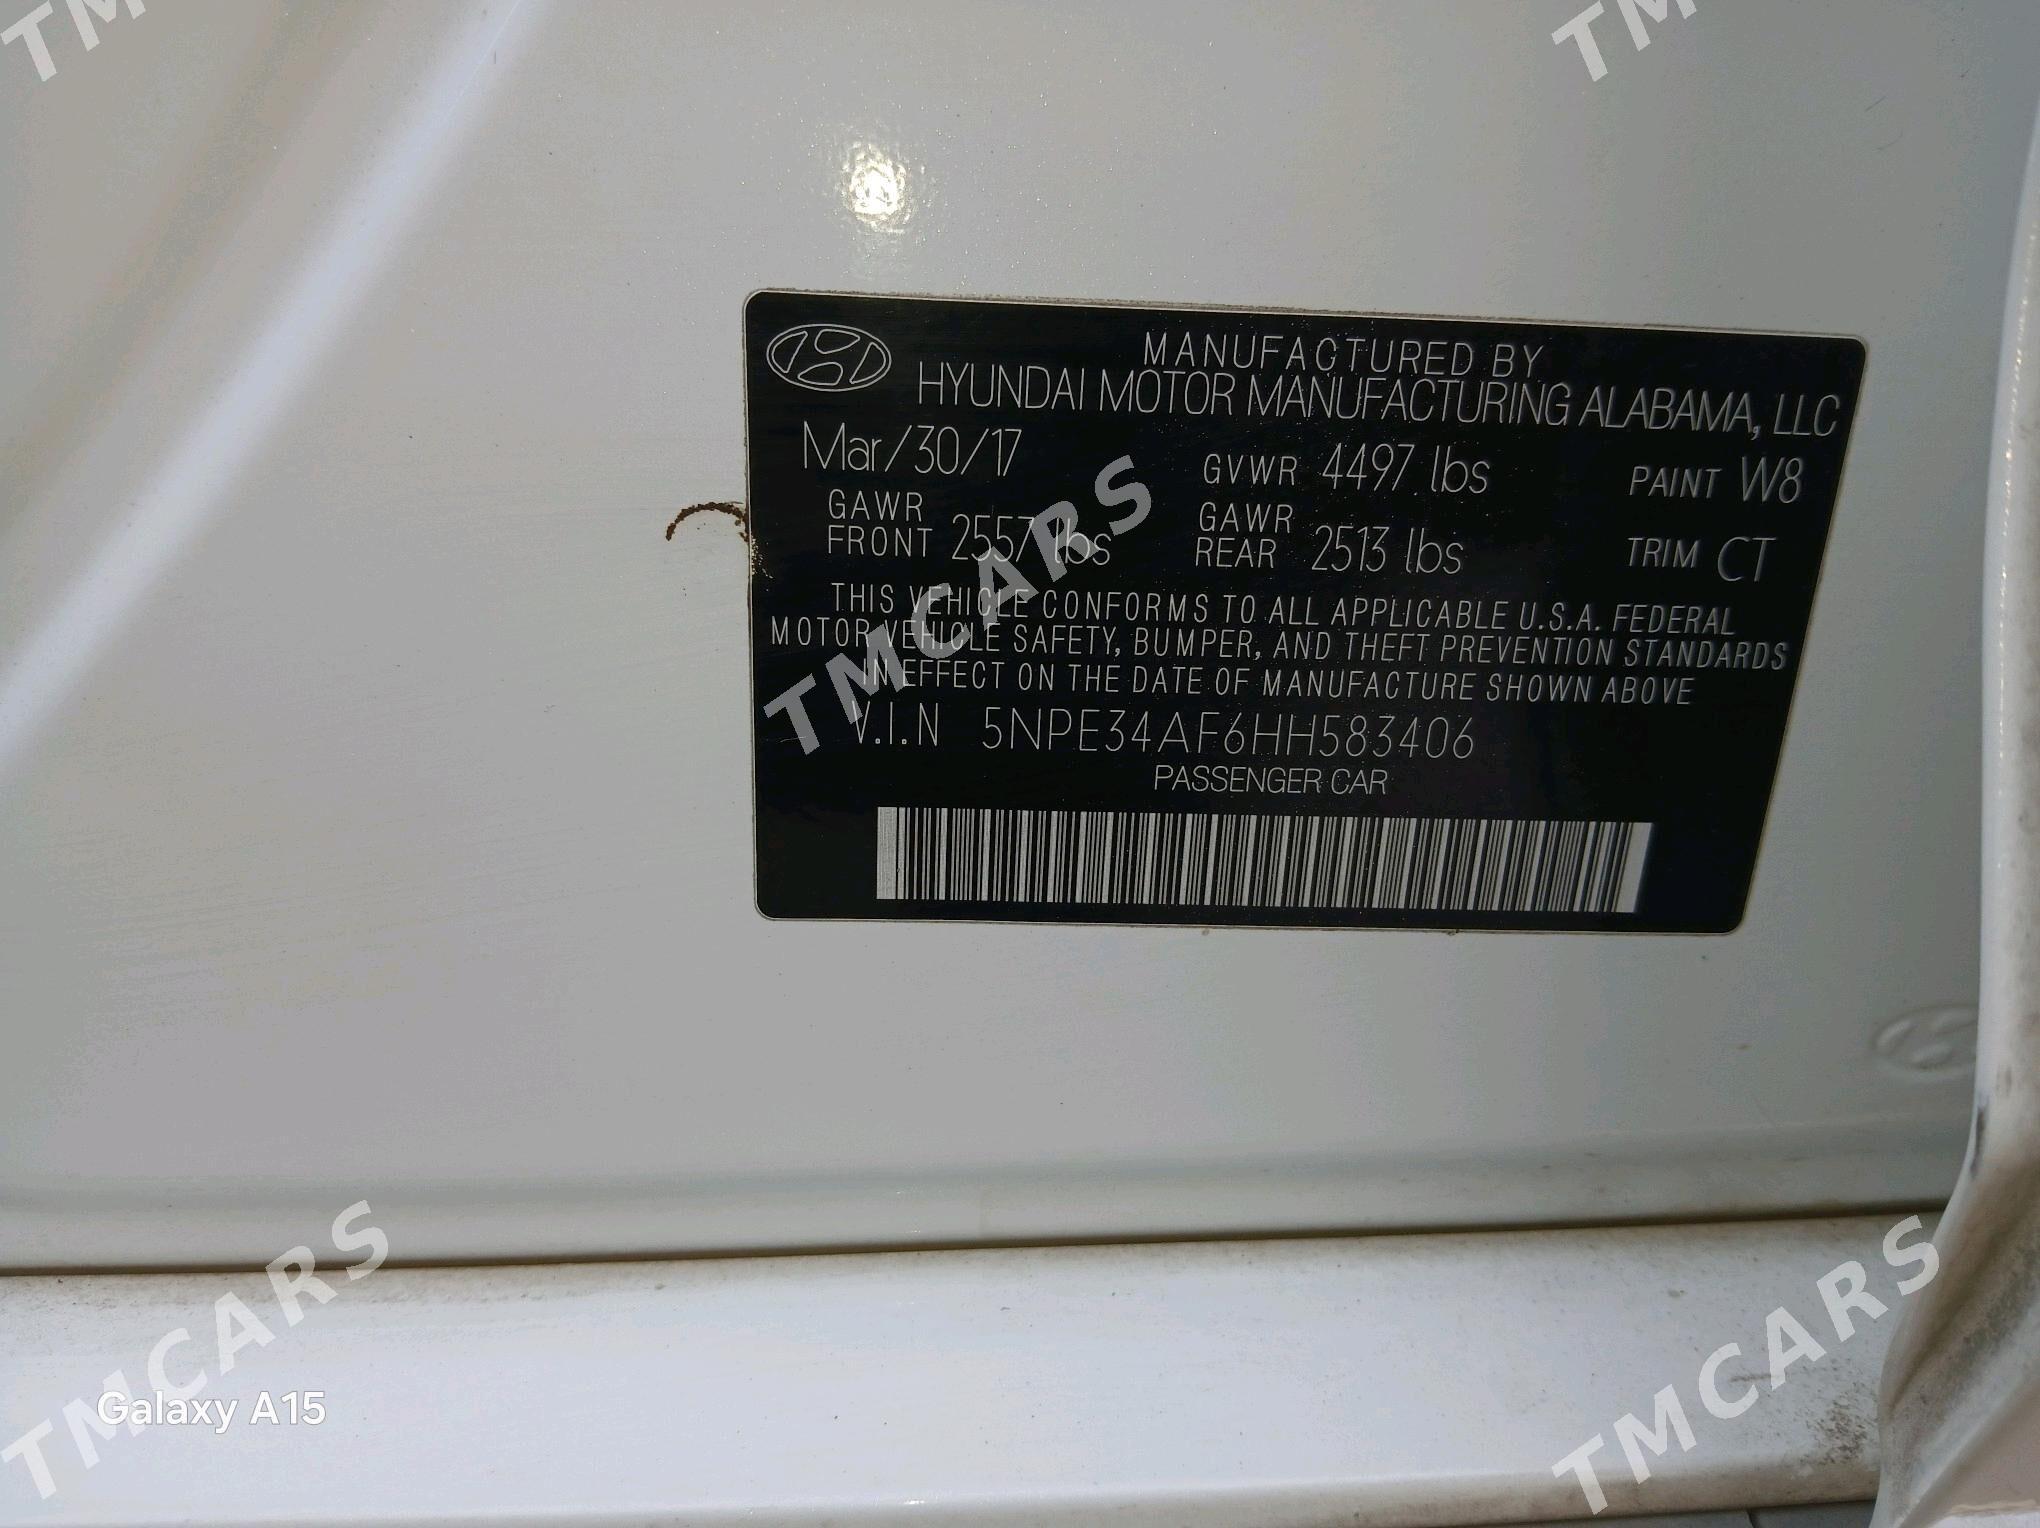 TM
TM
MANUFACTURED BY
HYUNDAI MOTOR MANUFACTURING ALABAMA, LLC
Mar/30/17 GVWR 4497 lbs PAINT W8
GAWR FRONT 2557 lbs GAWR REAR 2513 lbs TRIM CT
THIS VEHICLE CONFORMS TO ALL APPLICABLE U.S.A. FEDERAL
MOTOR VEHICLE SAFETY, BUMPER, AND THEFT PREVENTION STANDARDS
IN EFFECT ON THE DATE OF MANUFACTURE SHOWN ABOVE
V.I.N 5NPE34AF6HH583406
PASSENGER CAR
TMCARS
TMCARS
Galaxy A15
TMCARS